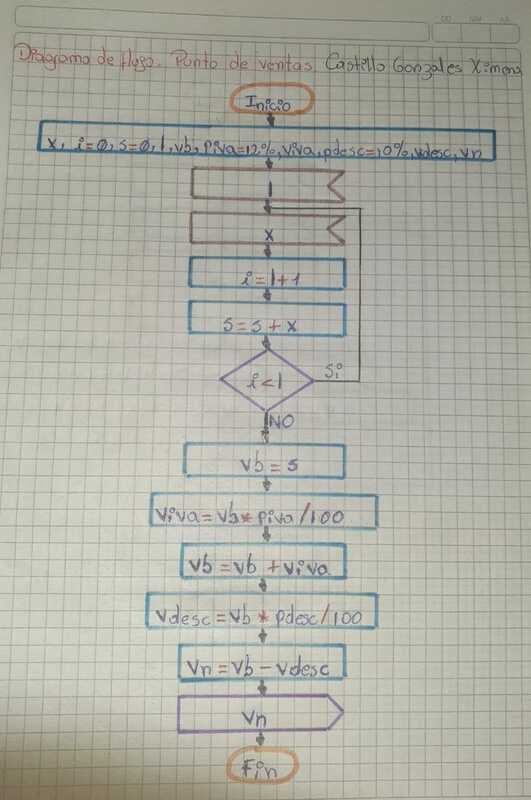 Diagrama de flujo. Punto de ventas. Castillo Gonzales Ximena
Inicio
x, i=0, s=0, l, vb, piva=12%, viva, pdesc=10%, vdesc, vn
l
x
i=l+1
s=s+x
i<l
Si
NO
vb=s
viva=vb*piva/100
vb=vb+viva
vdesc=vb*pdesc/100
vn=vb-vdesc
vn
Fin